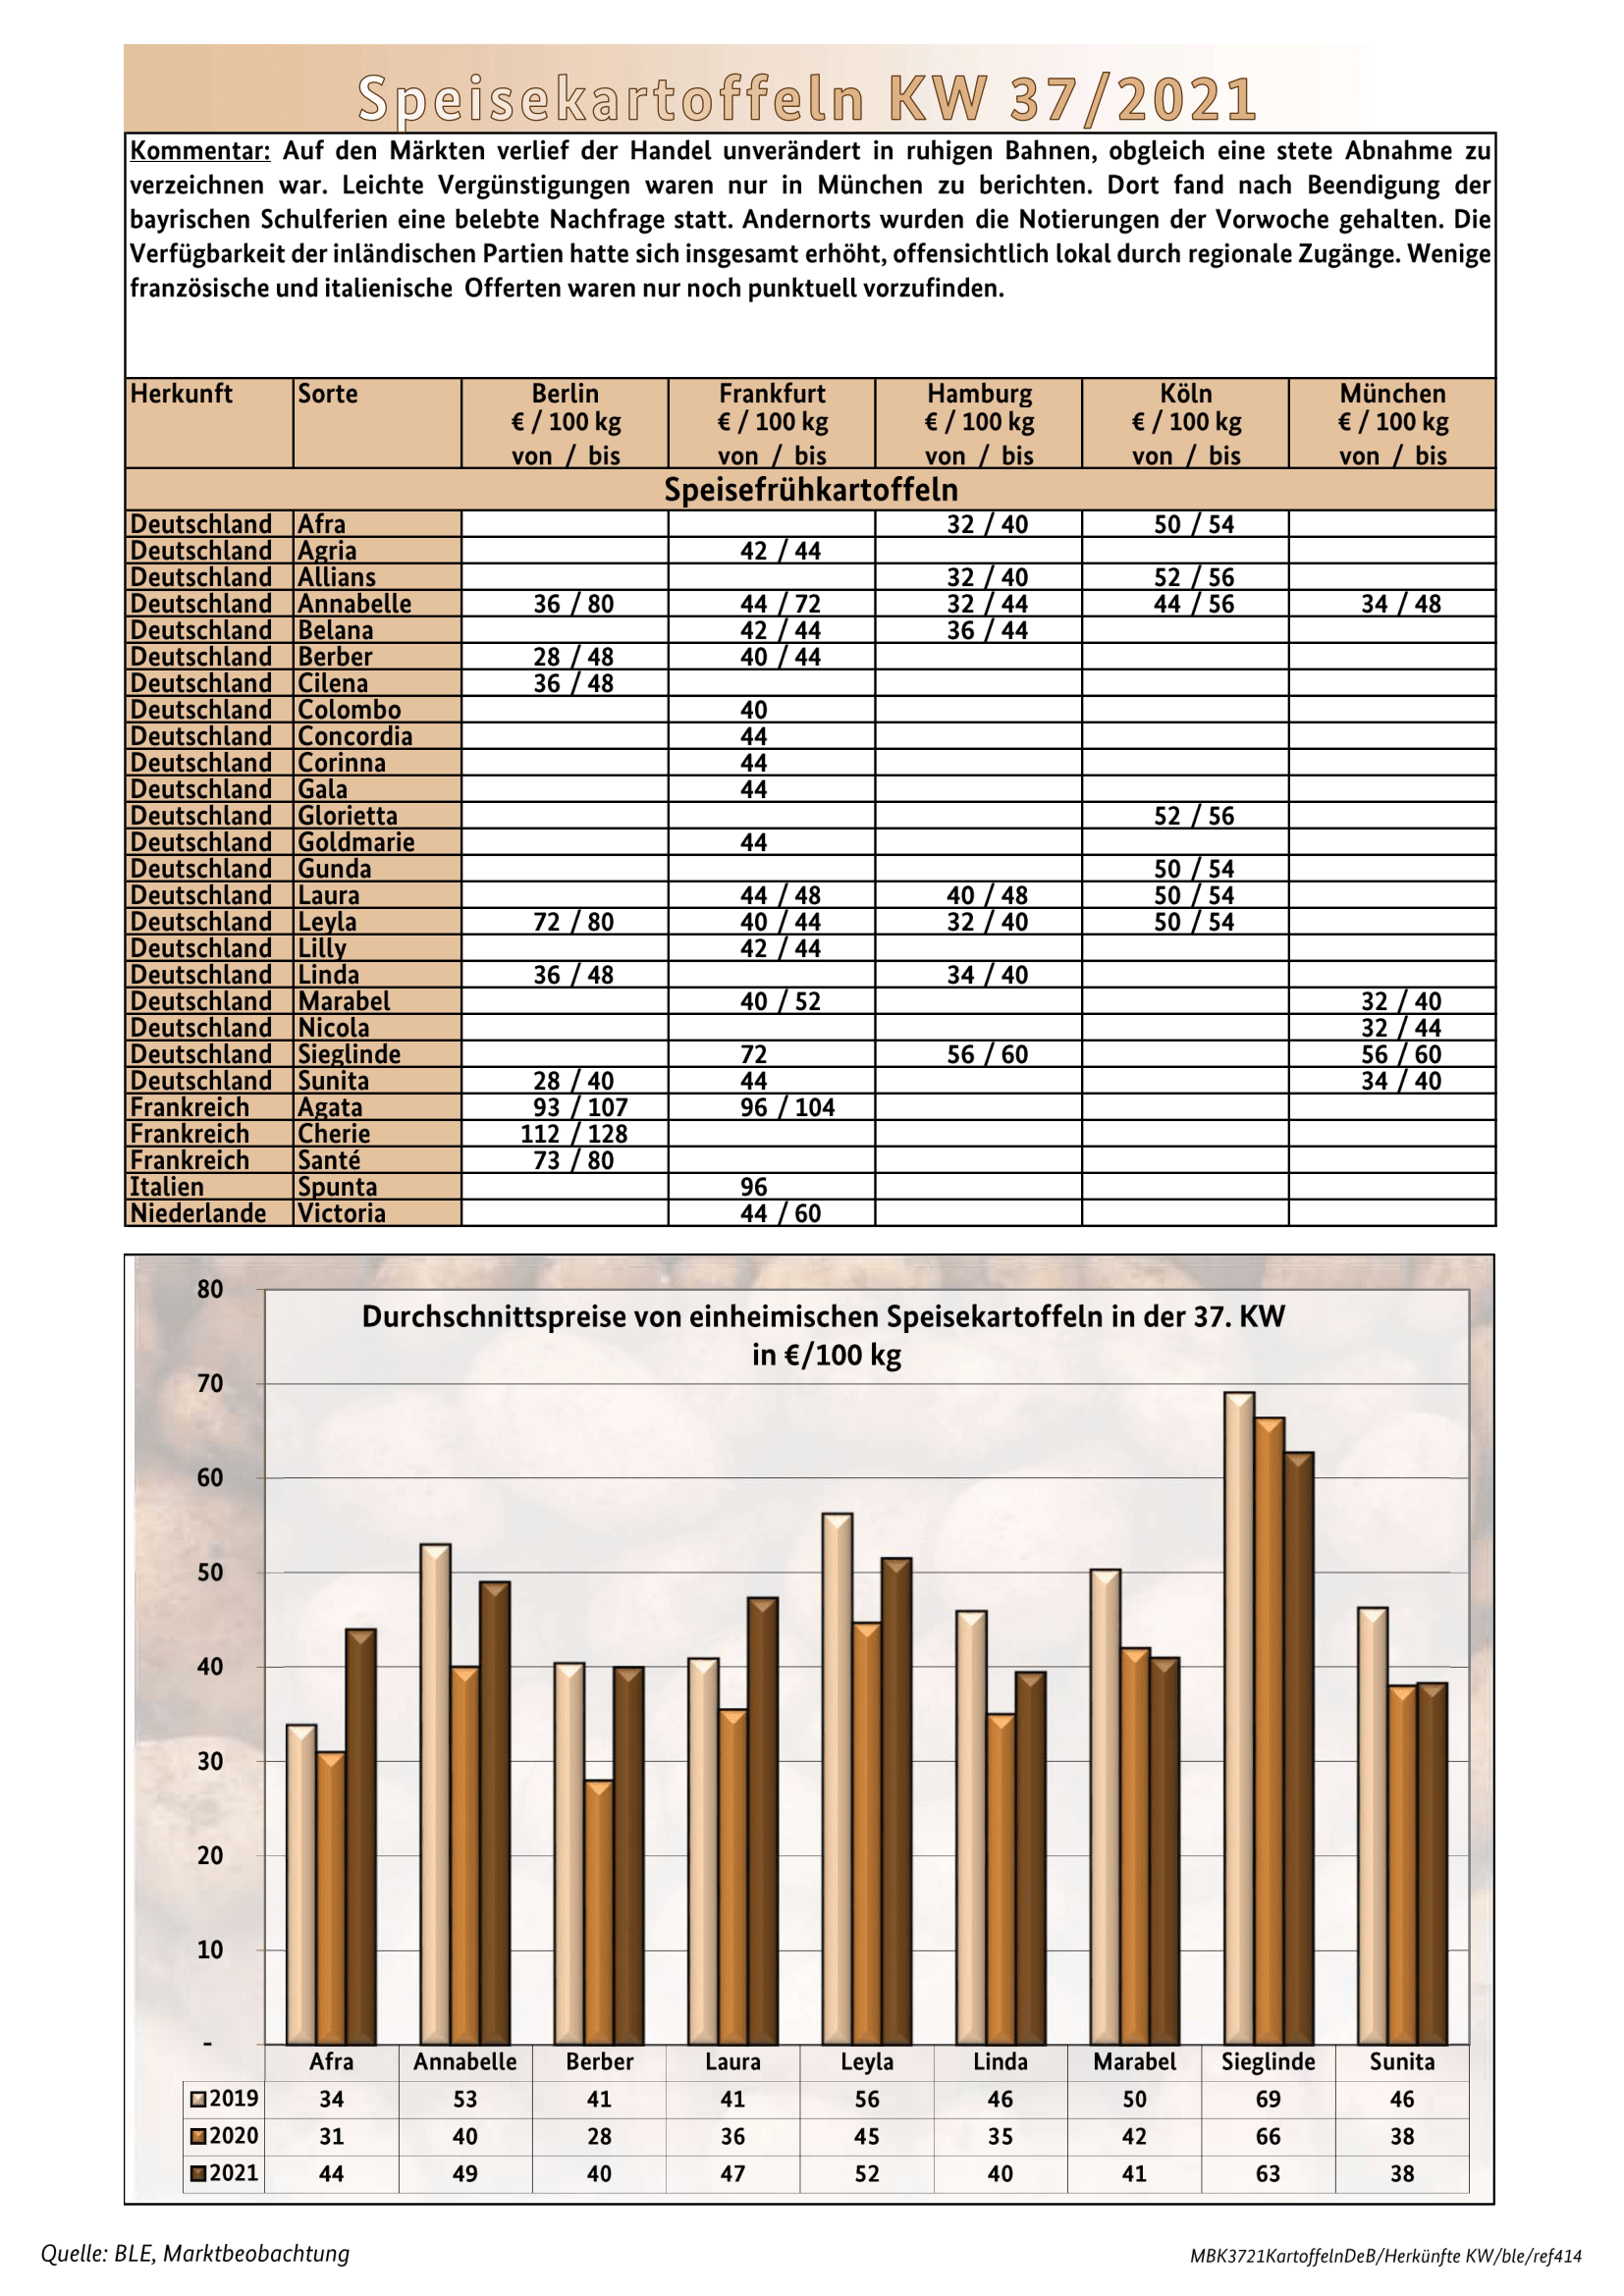 Speisekartoffeln KW 37/2021
Kommentar: Auf den Märkten verlief der Handel unverändert in ruhigen Bahnen, obgleich eine stete Abnahme zu
verzeichnen war. Leichte Vergünstigungen waren nur in München zu berichten. Dort fand nach Beendigung der
bayrischen Schulferien eine belebte Nachfrage statt. Andernorts wurden die Notierungen der Vorwoche gehalten. Die
Verfügbarkeit der inländischen Partien hatte sich insgesamt erhöht, offensichtlich lokal durch regionale Zugänge. Wenige
französische und italienische Offerten waren nur noch punktuell vorzufinden.
Herkunft Sorte Berlin Frankfurt Hamburg Köln München
€ / 100 kg € / 100 kg € / 100 kg € / 100 kg € / 100 kg
von / bis von / bis von / bis von / bis von / bis
Speisefrühkartoffeln
Deutschland Afra 32 / 40 50 / 54
Deutschland Agria 42 / 44
Deutschland Allians 32 / 40 52 / 56
Deutschland Annabelle 36 / 80 44 / 72 32 / 44 44 / 56 34 / 48
Deutschland Belana 42 / 44 36 / 44
Deutschland Berber 28 / 48 40 / 44
Deutschland Cilena 36 / 48
Deutschland Colombo 40
Deutschland Concordia 44
Deutschland Corinna 44
Deutschland Gala 44
Deutschland Glorietta 52 / 56
Deutschland Goldmarie 44
Deutschland Gunda 50 / 54
Deutschland Laura 44 / 48 40 / 48 50 / 54
Deutschland Leyla 72 / 80 40 / 44 32 / 40 50 / 54
Deutschland Lilly 42 / 44
Deutschland Linda 36 / 48 34 / 40
Deutschland Marabel 40 / 52 32 / 40
Deutschland Nicola 32 / 44
Deutschland Sieglinde 72 56 / 60 56 / 60
Deutschland Sunita 28 / 40 44 34 / 40
Frankreich Agata 93 / 107 96 / 104
Frankreich Cherie 112 / 128
Frankreich Santé 73 / 80
Italien Spunta 96
Niederlande Victoria 44 / 60
Durchschnittspreise von einheimischen Speisekartoffeln in der 37. KW
in €/100 kg
80
70
60
50
40
30
20
10
-
Afra Annabelle Berber Laura Leyla Linda Marabel Sieglinde Sunita
2019 34 53 41 41 56 46 50 69 46
2020 31 40 28 36 45 35 42 66 38
2021 44 49 40 47 52 40 41 63 38
Quelle: BLE, Marktbeobachtung
MBK3721KartoffelnDeB/Herkünfte KW/ble/ref414